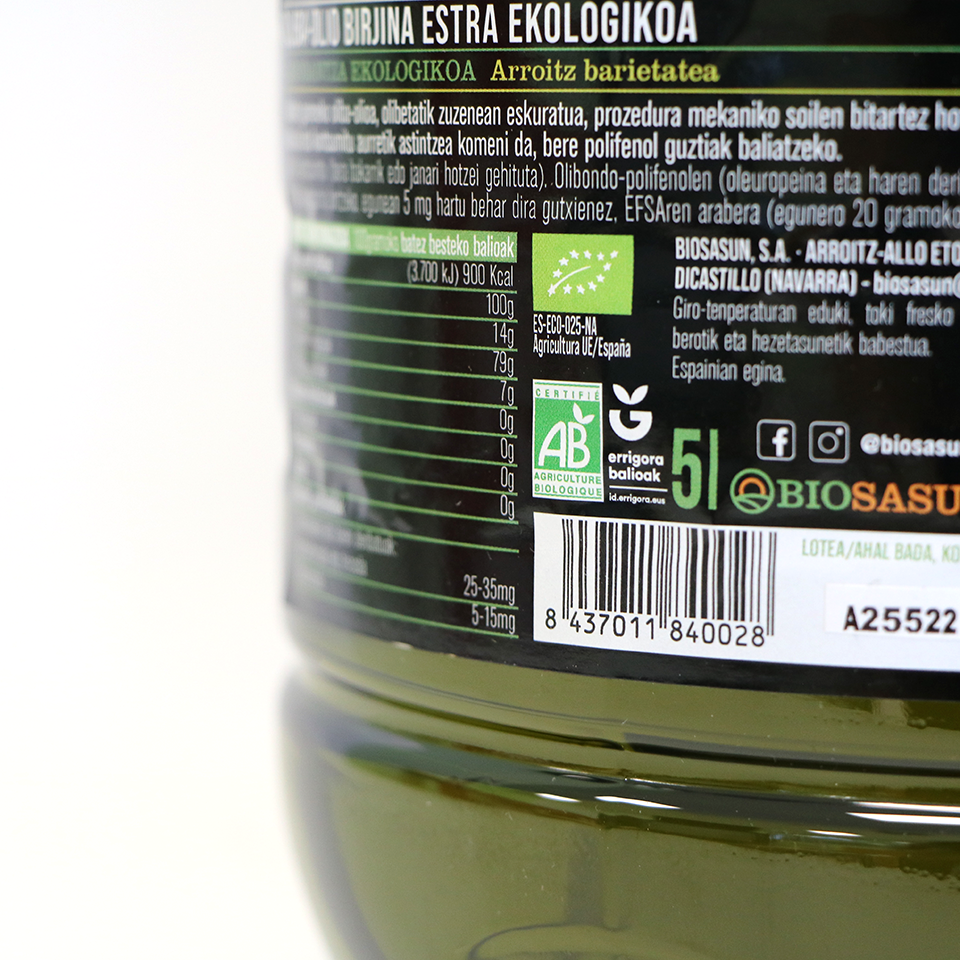 BIRJINA ESTRA EKOLOGIKOA
EKOLOGIKOA Arroitz barietatea
olibetatik zuzenean eskuratua, prozedura mekaniko soilen bitartez
aurretik astintzea komeni da, bere polifenol guztiak baliatzeko.
bakarrik edo janari hotzei gehituta). Olibondo-polifenolen (oleuropeina eta haren
egunean 5 mg hartu behar dira gutxienez, EFSAren arabera (egunero 20
batez besteko balioak
(3.700 kJ) 900 Kcal
100g
14g
79g
7g
0g
0g
0g
0g
25-35mg
5-15mg
ES-ECO-025-NA
Agricultura UE/España
CERTIFIÉ
AB
AGRICULTURE
BIOLOGIQUE
errigora
balioak
id.errigora.eus
5l
BIOSASUN, S.A. - ARROITZ-ALLO
DICASTILLO (NAVARRA) -
Giro-tenperaturan eduki, toki fresko
berotik eta hezetasunetik babestua.
Espainian egina.
BIOSASU
8 437011 840028
LOTEA/AHAL BADA,
A25522